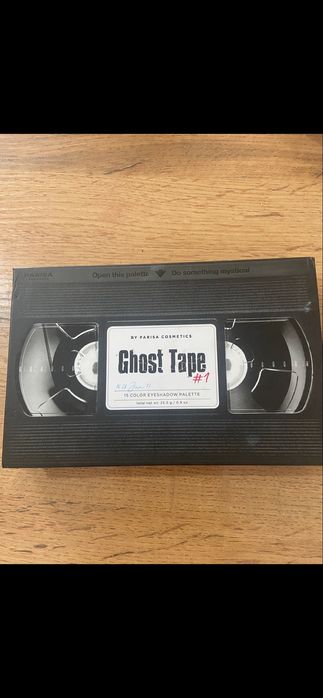 PARISA
Open this palette Do something mystical
BY PARISA COSMETICS
Ghost Tape
#1
15 COLOR EYESHADOW PALETTE